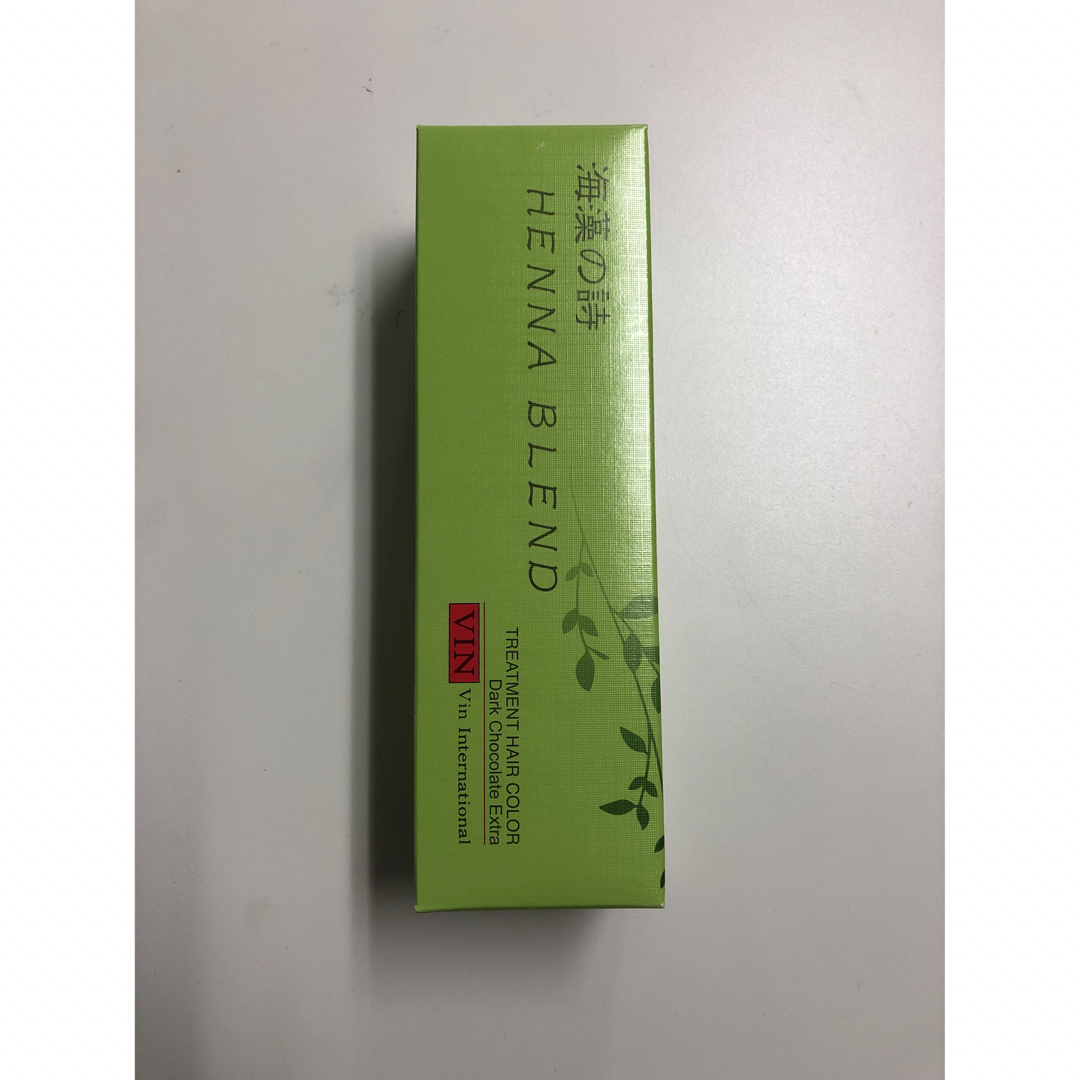 海藻の詩
HENNA BLEND
TREATMENT HAIR COLOR
Dark Chocolate Extra
VIN Vin International